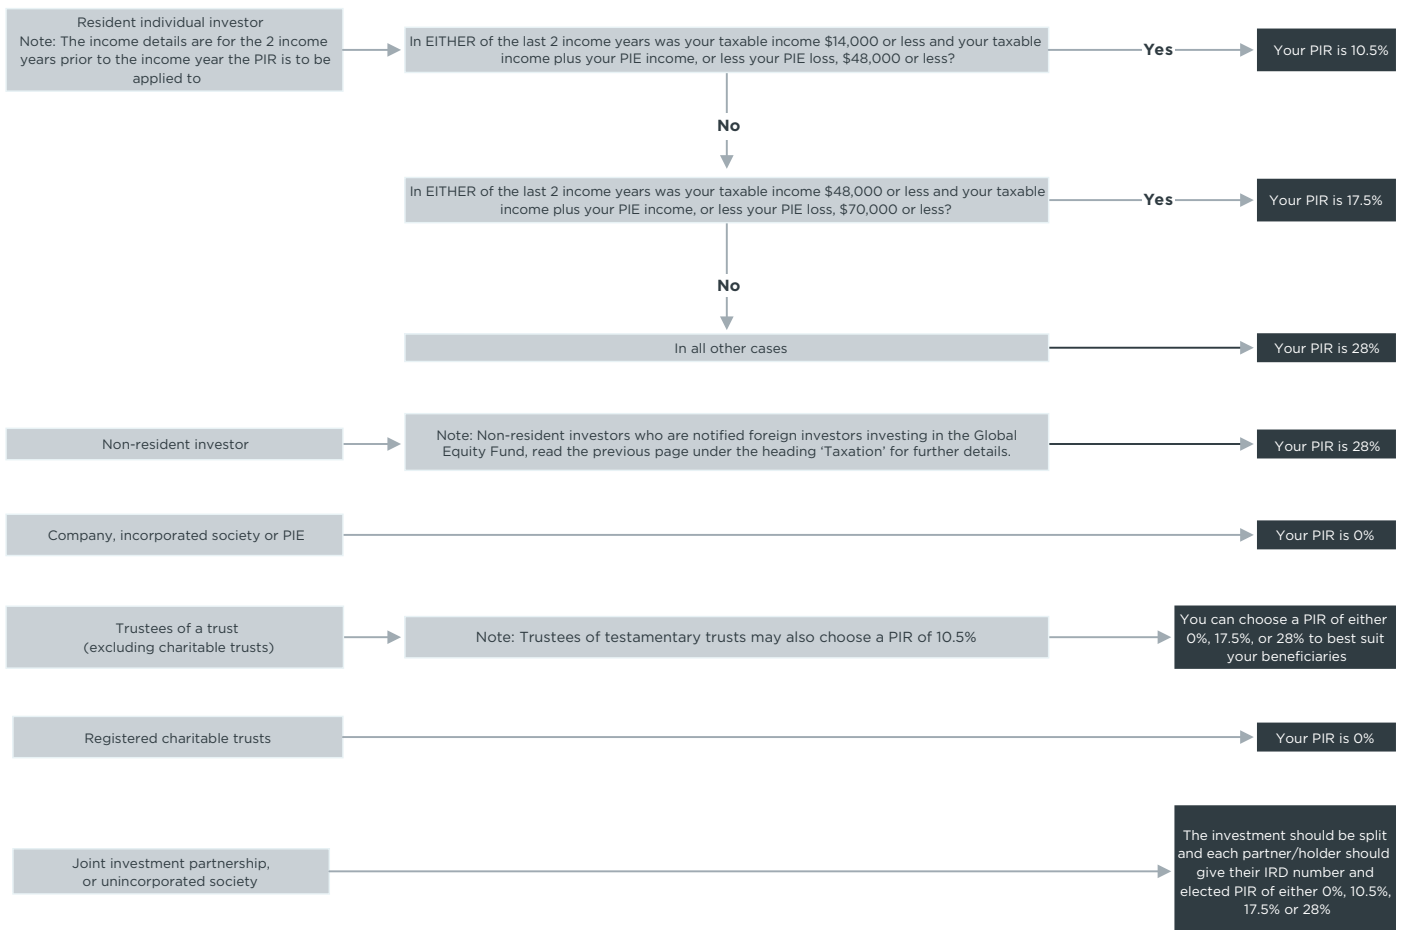 Resident individual investor
Note: The income details are for the 2 income
years prior to the income year the PIR is to be
applied to
In EITHER of the last 2 income years was your taxable income $14,000 or less and your taxable
income plus your PIE income, or less your PIE loss, $48,000 or less?
Yes
Your PIR is 10.5%
No
In EITHER of the last 2 income years was your taxable income $48,000 or less and your taxable
income plus your PIE income, or less your PIE loss, $70,000 or less?
Yes
Your PIR is 17.5%
No
In all other cases
Your PIR is 28%
Non-resident investor
Note: Non-resident investors who are notified foreign investors investing in the Global
Equity Fund, read the previous page under the heading ‘Taxation’ for further details.
Your PIR is 28%
Company, incorporated society or PIE
Your PIR is 0%
Trustees of a trust
(excluding charitable trusts)
Note: Trustees of testamentary trusts may also choose a PIR of 10.5%
You can choose a PIR of either
0%, 17.5%, or 28% to best suit
your beneficiaries
Registered charitable trusts
Your PIR is 0%
Joint investment partnership,
or unincorporated society
The investment should be split
and each partner/holder should
give their IRD number and
elected PIR of either 0%, 10.5%,
17.5% or 28%